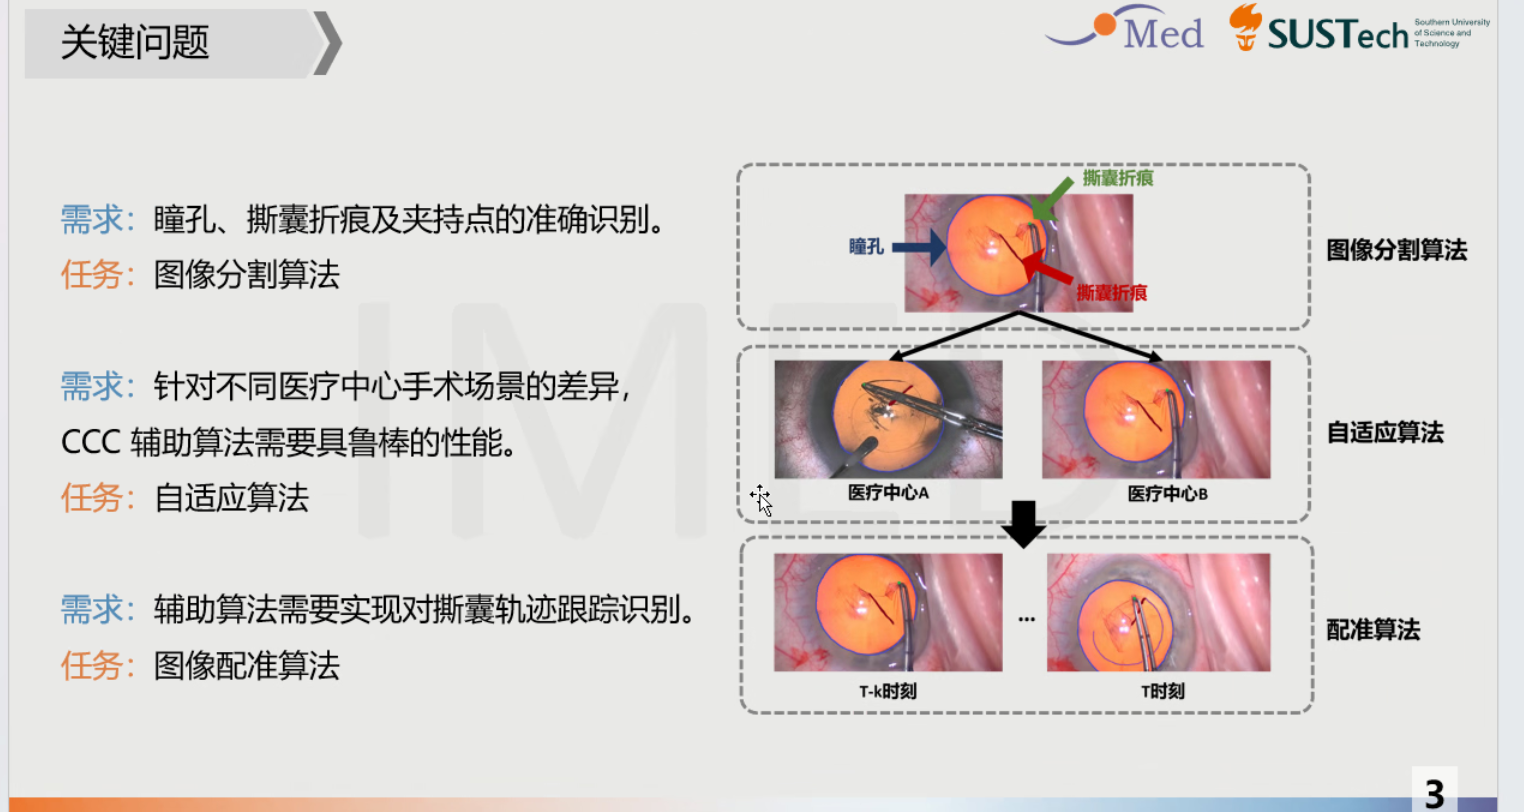 关键问题
Med
SUSTech
Southern University
of Science and
Technology
需求：瞳孔、撕囊折痕及夹持点的准确识别。
任务：图像分割算法
需求：针对不同医疗中心手术场景的差异，
CCC 辅助算法需要具鲁棒的性能。
任务：自适应算法
需求：辅助算法需要实现对撕囊轨迹跟踪识别。
任务：图像配准算法
撕囊折痕
瞳孔
撕囊折痕
图像分割算法
医疗中心A
医疗中心B
自适应算法
...
T-k时刻
T时刻
配准算法
IMED
3